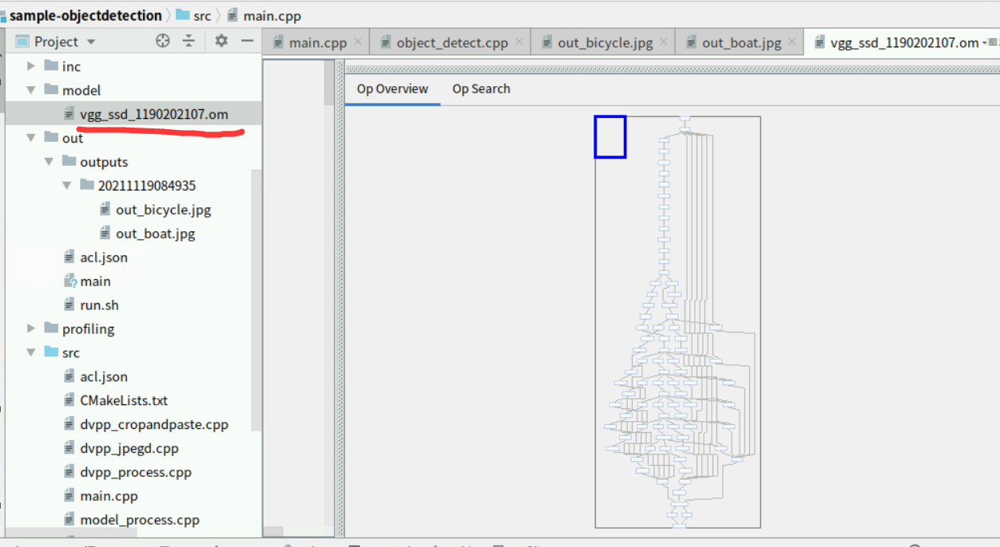 sample-objectdetection src main.cpp
Project main.cpp object_detect.cpp out_bicycle.jpg out_boat.jpg vgg_ssd_1190202107.om
inc
model
vgg_ssd_1190202107.om
out
outputs
20211119084935
out_bicycle.jpg
out_boat.jpg
acl.json
main
run.sh
profiling
src
acl.json
CMakeLists.txt
dvpp_cropandpaste.cpp
dvpp_jpegd.cpp
dvpp_process.cpp
main.cpp
model_process.cpp
Op Overview Op Search